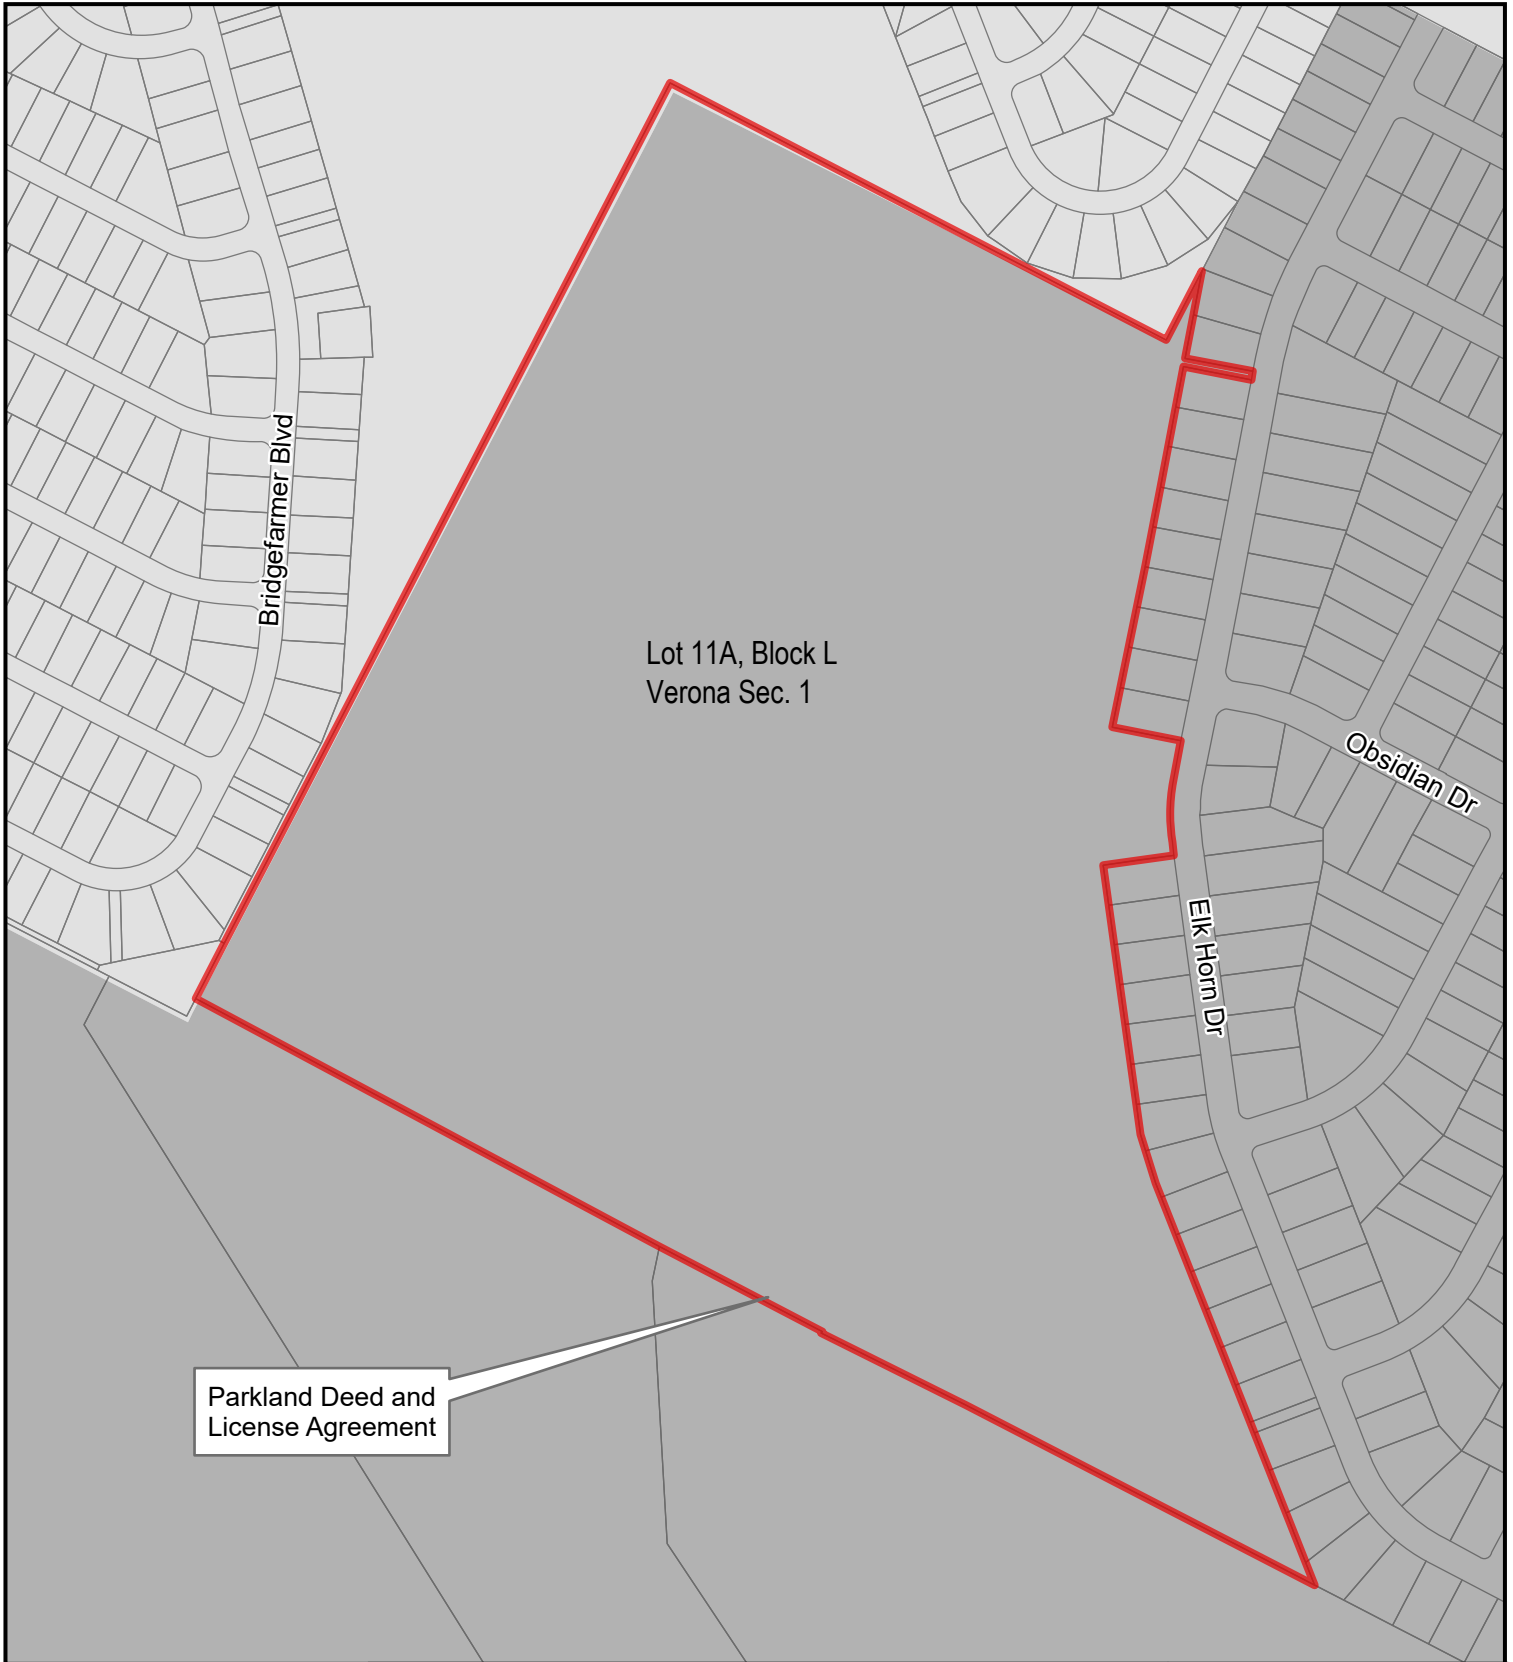 Bridgefarmer Blvd
Lot 11A, Block L
Verona Sec. 1
Obsidian Dr
Elk Horn Dr
Parkland Deed and
License Agreement